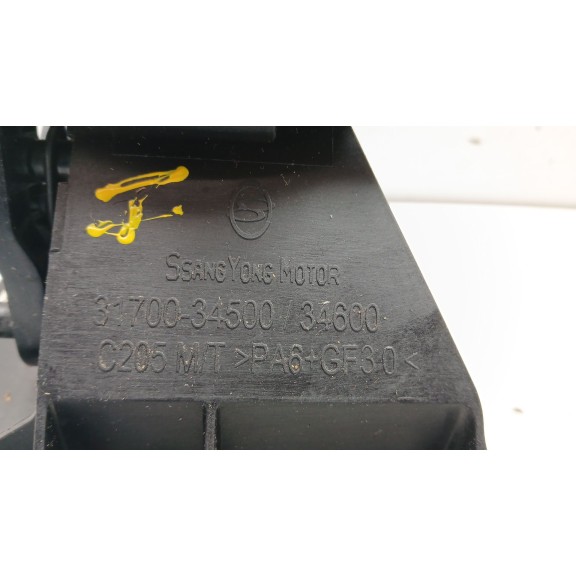 SSANGYONG MOTOR
31700-34500 / 34600
C205 M/T >PA6+GF30<